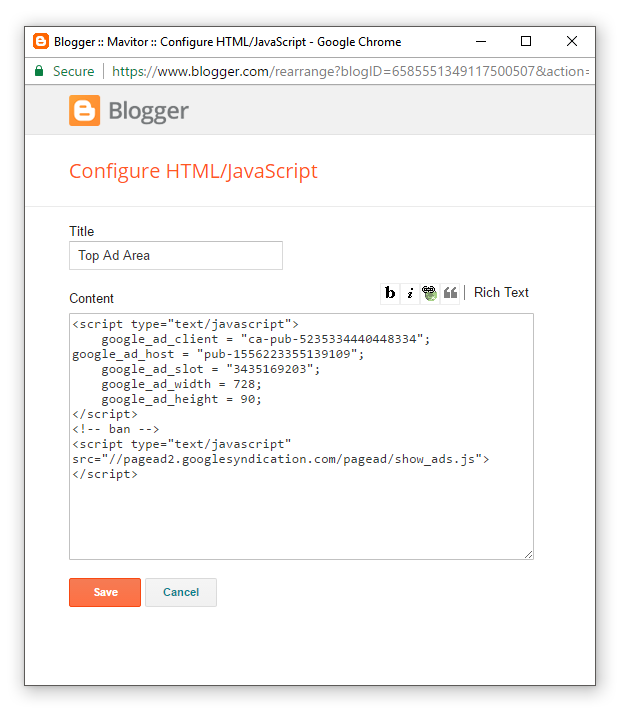 Blogger :: Mavitor :: Configure HTML/JavaScript - Google Chrome
Secure | https://www.blogger.com/rearrange?blogID=6585551349117500507&action=
Blogger
Configure HTML/JavaScript
Title
Top Ad Area
Content
b i | Rich Text
<script type="text/javascript">
    google_ad_client = "ca-pub-5235334440448334";
google_ad_host = "pub-1556223355139109";
    google_ad_slot = "3435169203";
    google_ad_width = 728;
    google_ad_height = 90;
</script>
<!-- ban -->
<script type="text/javascript"
src="//pagead2.googlesyndication.com/pagead/show_ads.js">
</script>
Save Cancel